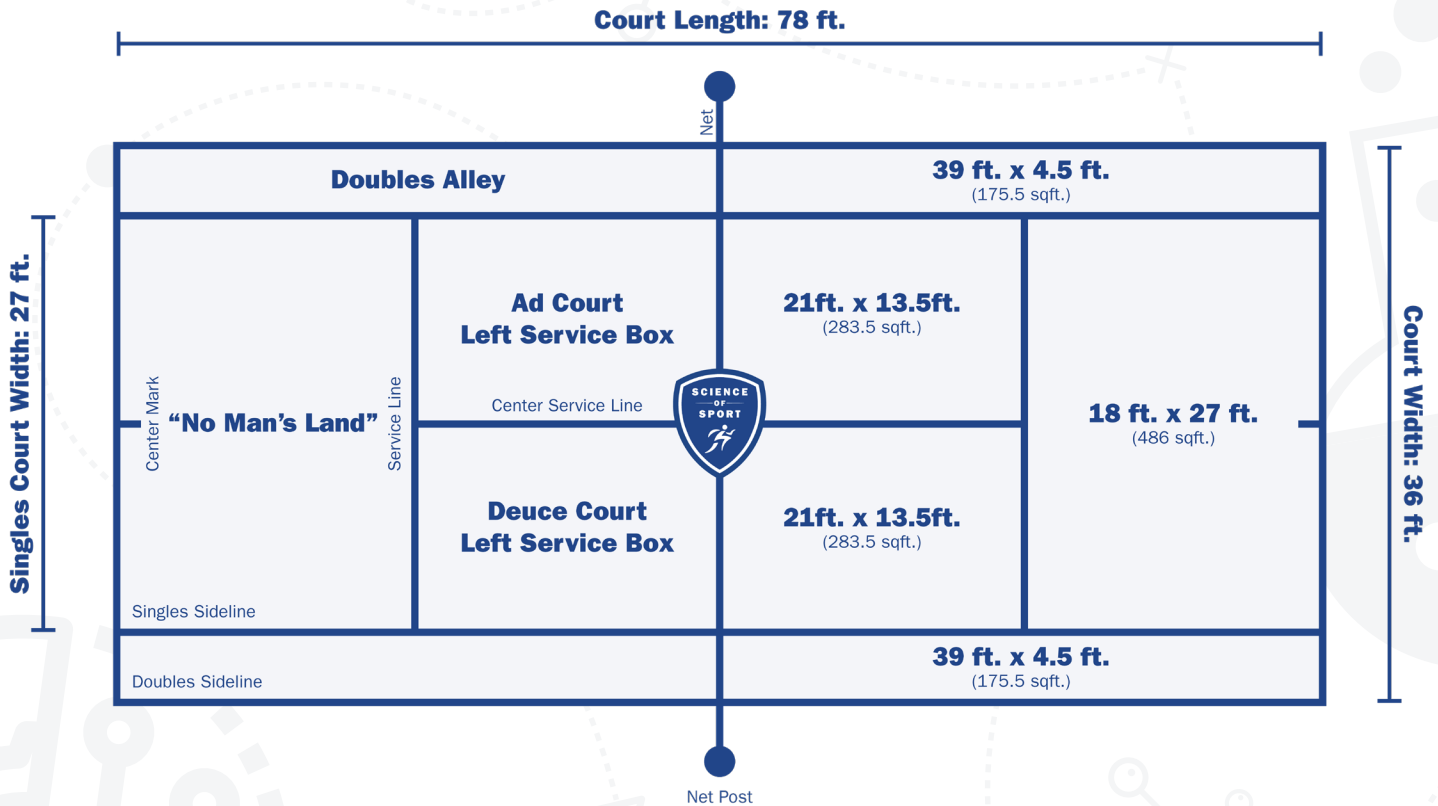 Court Length: 78 ft.
Net
Doubles Alley
39 ft. x 4.5 ft.
(175.5 sqft.)
Singles Court Width: 27 ft.
Court Width: 36 ft.
Ad Court
Left Service Box
21ft. x 13.5ft.
(283.5 sqft.)
Center Mark
“No Man’s Land”
Service Line
Center Service Line
SCIENCE
OF
SPORT
18 ft. x 27 ft.
(486 sqft.)
Deuce Court
Left Service Box
21ft. x 13.5ft.
(283.5 sqft.)
Singles Sideline
Doubles Sideline
39 ft. x 4.5 ft.
(175.5 sqft.)
Net Post